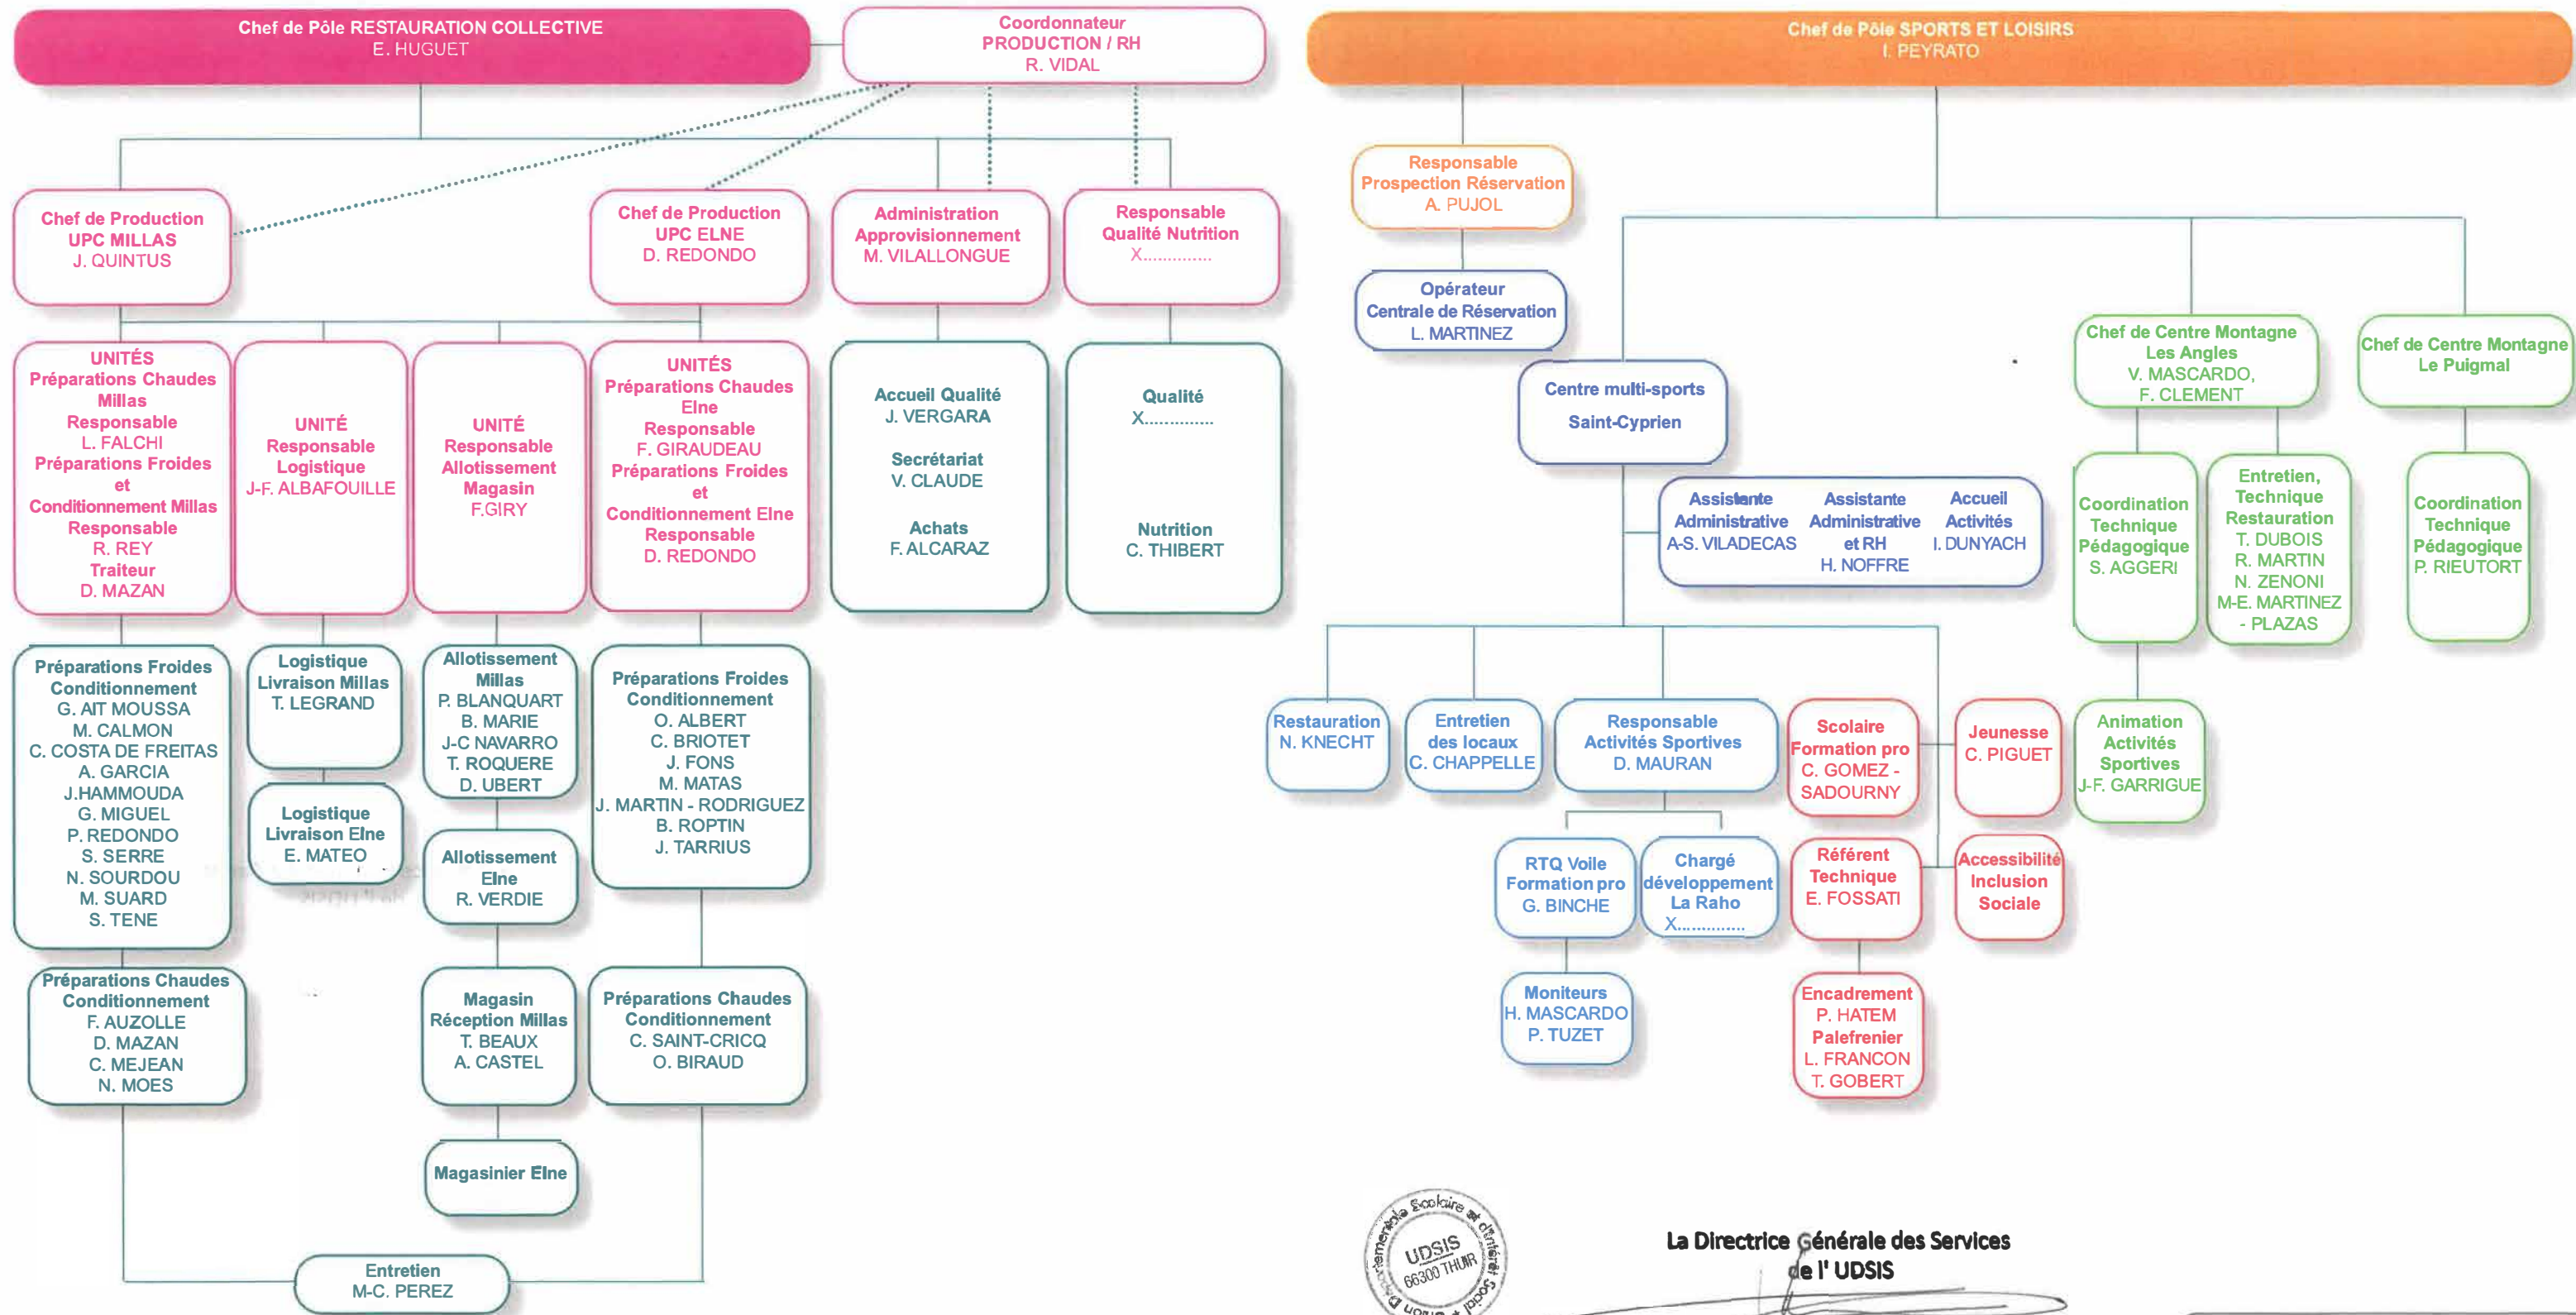 Chef de Pôle RESTAURATION COLLECTIVE
E. HUGUET
Coordonnateur
PRODUCTION / RH
R. VIDAL
Chef de Production
UPC MILLAS
J. QUINTUS
Chef de Production
UPC ELNE
D. REDONDO
Administration
Approvisionnement
M. VILALLONGUE
Responsable
Qualité Nutrition
X..............
UNITÉS
Préparations Chaudes
Millas
Responsable
L. FALCHI
Préparations Froides
et
Conditionnement Millas
Responsable
R. REY
Traiteur
D. MAZAN
UNITÉ
Responsable
Logistique
J-F. ALBAFOUILLE
UNITÉ
Responsable
Allotissement
Magasin
F.GIRY
UNITÉS
Préparations Chaudes
Elne
Responsable
F. GIRAUDEAU
Préparations Froides
et
Conditionnement Elne
Responsable
D. REDONDO
Accueil Qualité
J. VERGARA
Secrétariat
V. CLAUDE
Achats
F. ALCARAZ
Qualité
X..............
Nutrition
C. THIBERT
Préparations Froides
Conditionnement
G. AIT MOUSSA
M. CALMON
C. COSTA DE FREITAS
A. GARCIA
J.HAMMOUDA
G. MIGUEL
P. REDONDO
S. SERRE
N. SOURDOU
M. SUARD
S. TENE
Logistique
Livraison Millas
T. LEGRAND
Logistique
Livraison Elne
E. MATEO
Allotissement
Millas
P. BLANQUART
B. MARIE
J-C NAVARRO
T. ROQUERE
D. UBERT
Allotissement
Elne
R. VERDIE
Préparations Froides
Conditionnement
O. ALBERT
C. BRIOTET
J. FONS
M. MATAS
J. MARTIN - RODRIGUEZ
B. ROPTIN
J. TARRIUS
Préparations Chaudes
Conditionnement
F. AUZOLLE
D. MAZAN
C. MEJEAN
N. MOES
Magasin
Réception Millas
T. BEAUX
A. CASTEL
Préparations Chaudes
Conditionnement
C. SAINT-CRICQ
O. BIRAUD
Magasinier Elne
Entretien
M-C. PEREZ
Chef de Pôle SPORTS ET LOISIRS
I. PEYRATO
Responsable
Prospection Réservation
A. PUJOL
Opérateur
Centrale de Réservation
L. MARTINEZ
Centre multi-sports
Saint-Cyprien
Chef de Centre Montagne
Les Angles
V. MASCARDO,
F. CLEMENT
Chef de Centre Montagne
Le Puigmal
Assistante
Administrative
A-S. VILADECAS
Assistante
Administrative
et RH
H. NOFFRE
Accueil
Activités
I. DUNYACH
Coordination
Technique
Pédagogique
S. AGGERI
Entretien,
Technique
Restauration
T. DUBOIS
R. MARTIN
N. ZENONI
M-E. MARTINEZ
- PLAZAS
Coordination
Technique
Pédagogique
P. RIEUTORT
Restauration
N. KNECHT
Entretien
des locaux
C. CHAPPELLE
Responsable
Activités Sportives
D. MAURAN
Scolaire
Formation pro
C. GOMEZ -
SADOURNY
Jeunesse
C. PIGUET
Animation
Activités
Sportives
J-F. GARRIGUE
RTQ Voile
Formation pro
G. BINCHE
Chargé
développement
La Raho
X..............
Référent
Technique
E. FOSSATI
Accessibilité
Inclusion
Sociale
Moniteurs
H. MASCARDO
P. TUZET
Encadrement
P. HATEM
Palefrenier
L. FRANCON
T. GOBERT
Union Départementale Scolaire et d'Intérêt Social
UDSIS
66300 THUIR
La Directrice Générale des Services
de l' UDSIS